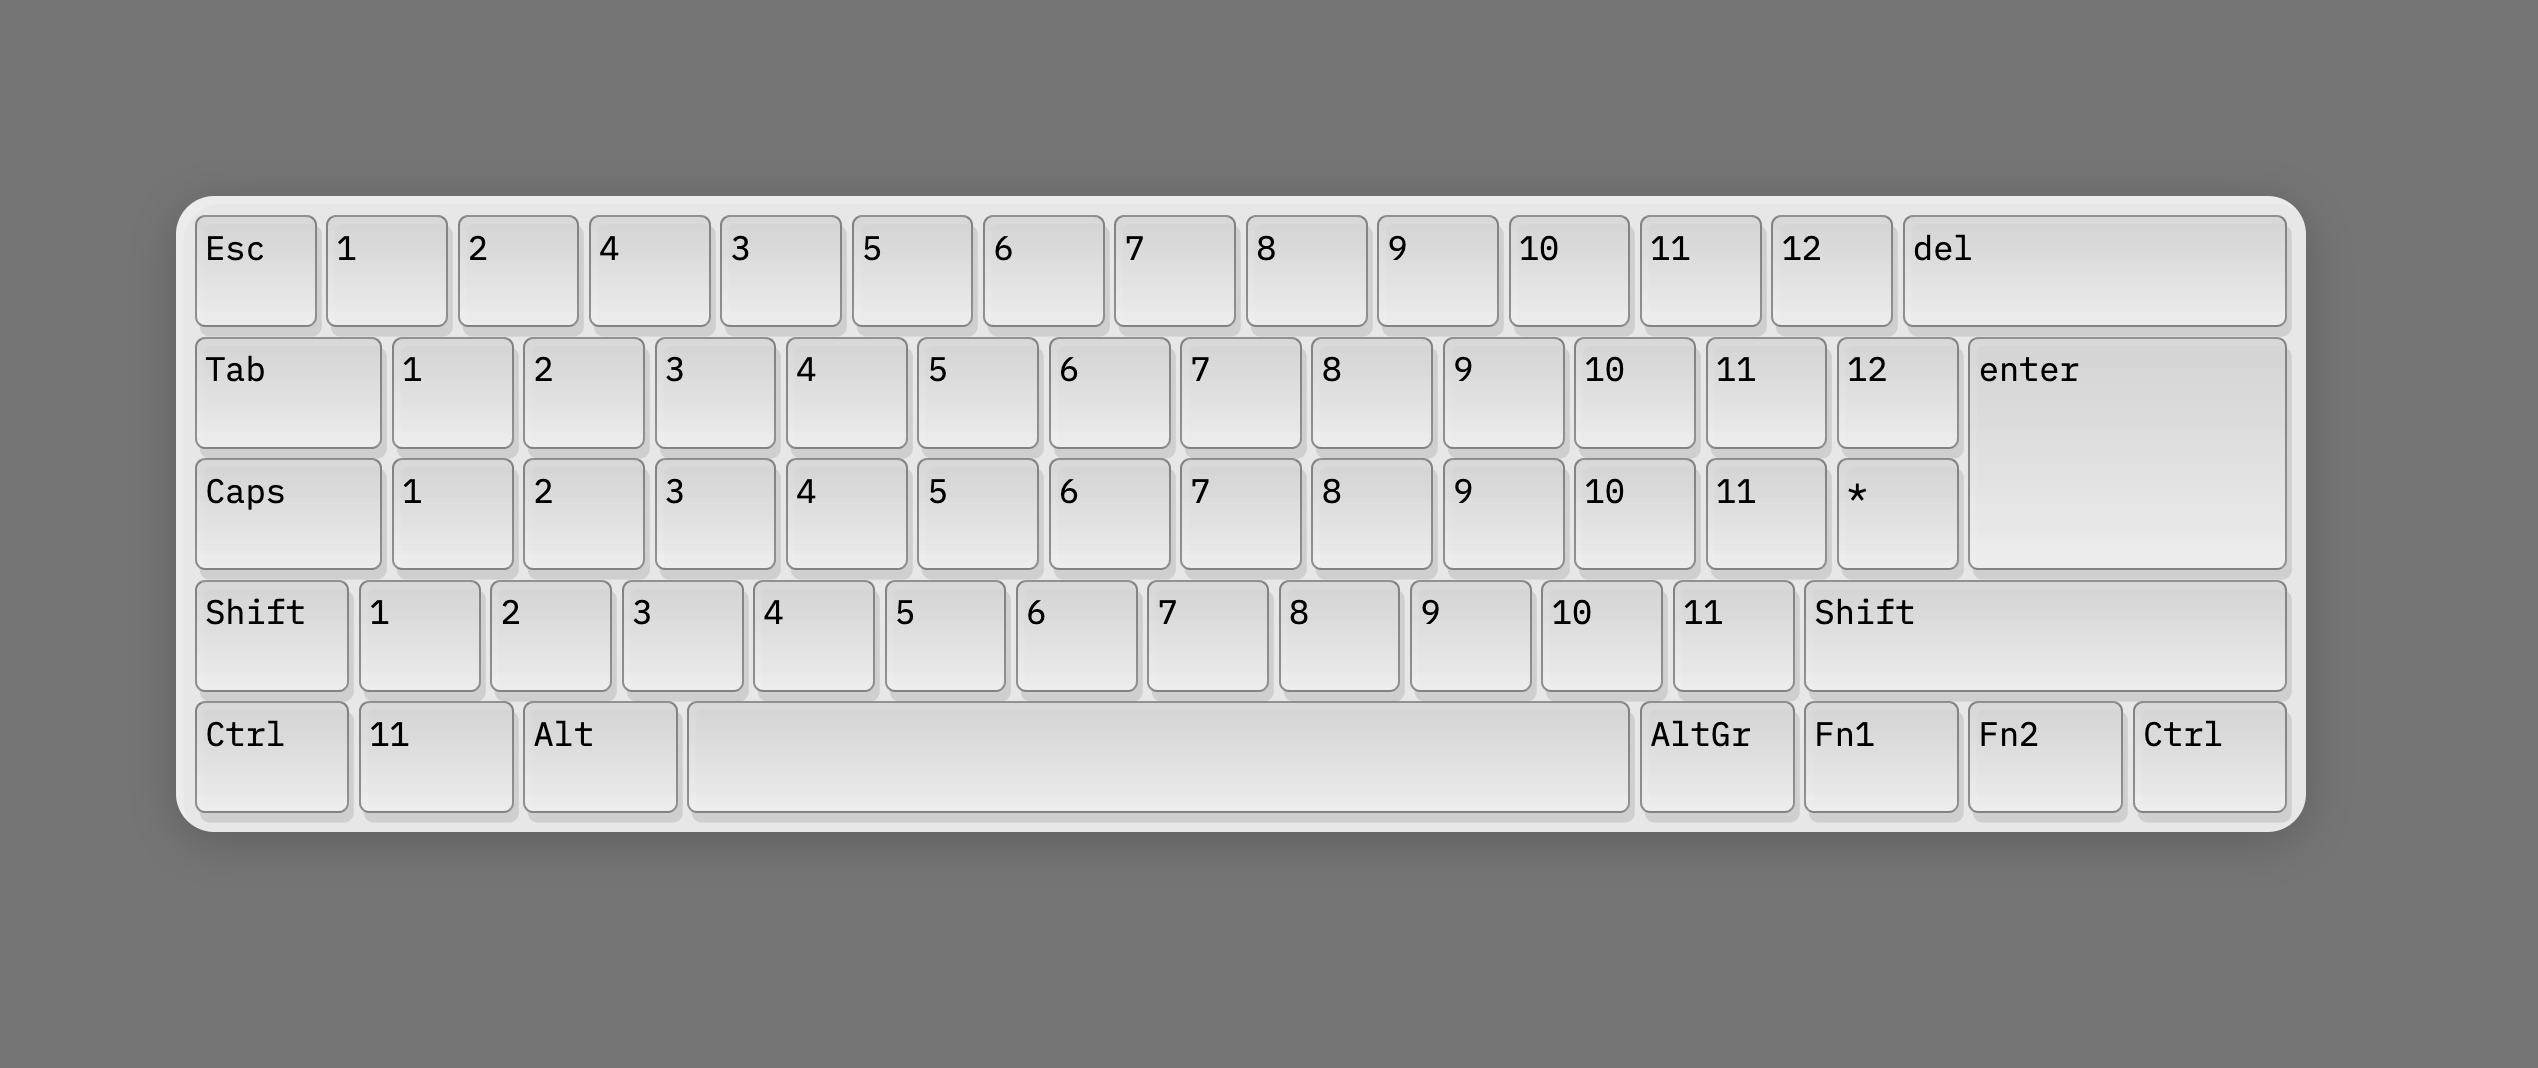 Esc 1 2 4 3 5 6 7 8 9 10 11 12 del
Tab 1 2 3 4 5 6 7 8 9 10 11 12 enter
Caps 1 2 3 4 5 6 7 8 9 10 11 *
Shift 1 2 3 4 5 6 7 8 9 10 11 Shift
Ctrl 11 Alt AltGr Fn1 Fn2 Ctrl